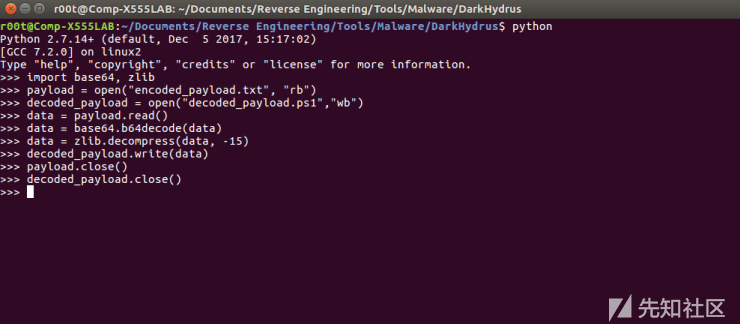 r00t@Comp-X555LAB: ~/Documents/Reverse Engineering/Tools/Malware/DarkHydrus
r00t@Comp-X555LAB:~/Documents/Reverse Engineering/Tools/Malware/DarkHydrus$ python
Python 2.7.14+ (default, Dec  5 2017, 15:17:02)
[GCC 7.2.0] on linux2
Type "help", "copyright", "credits" or "license" for more information.
>>> import base64, zlib
>>> payload = open("encoded_payload.txt", "rb")
>>> decoded_payload = open("decoded_payload.ps1","wb")
>>> data = payload.read()
>>> data = base64.b64decode(data)
>>> data = zlib.decompress(data, -15)
>>> decoded_payload.write(data)
>>> payload.close()
>>> decoded_payload.close()
>>>
先知社区